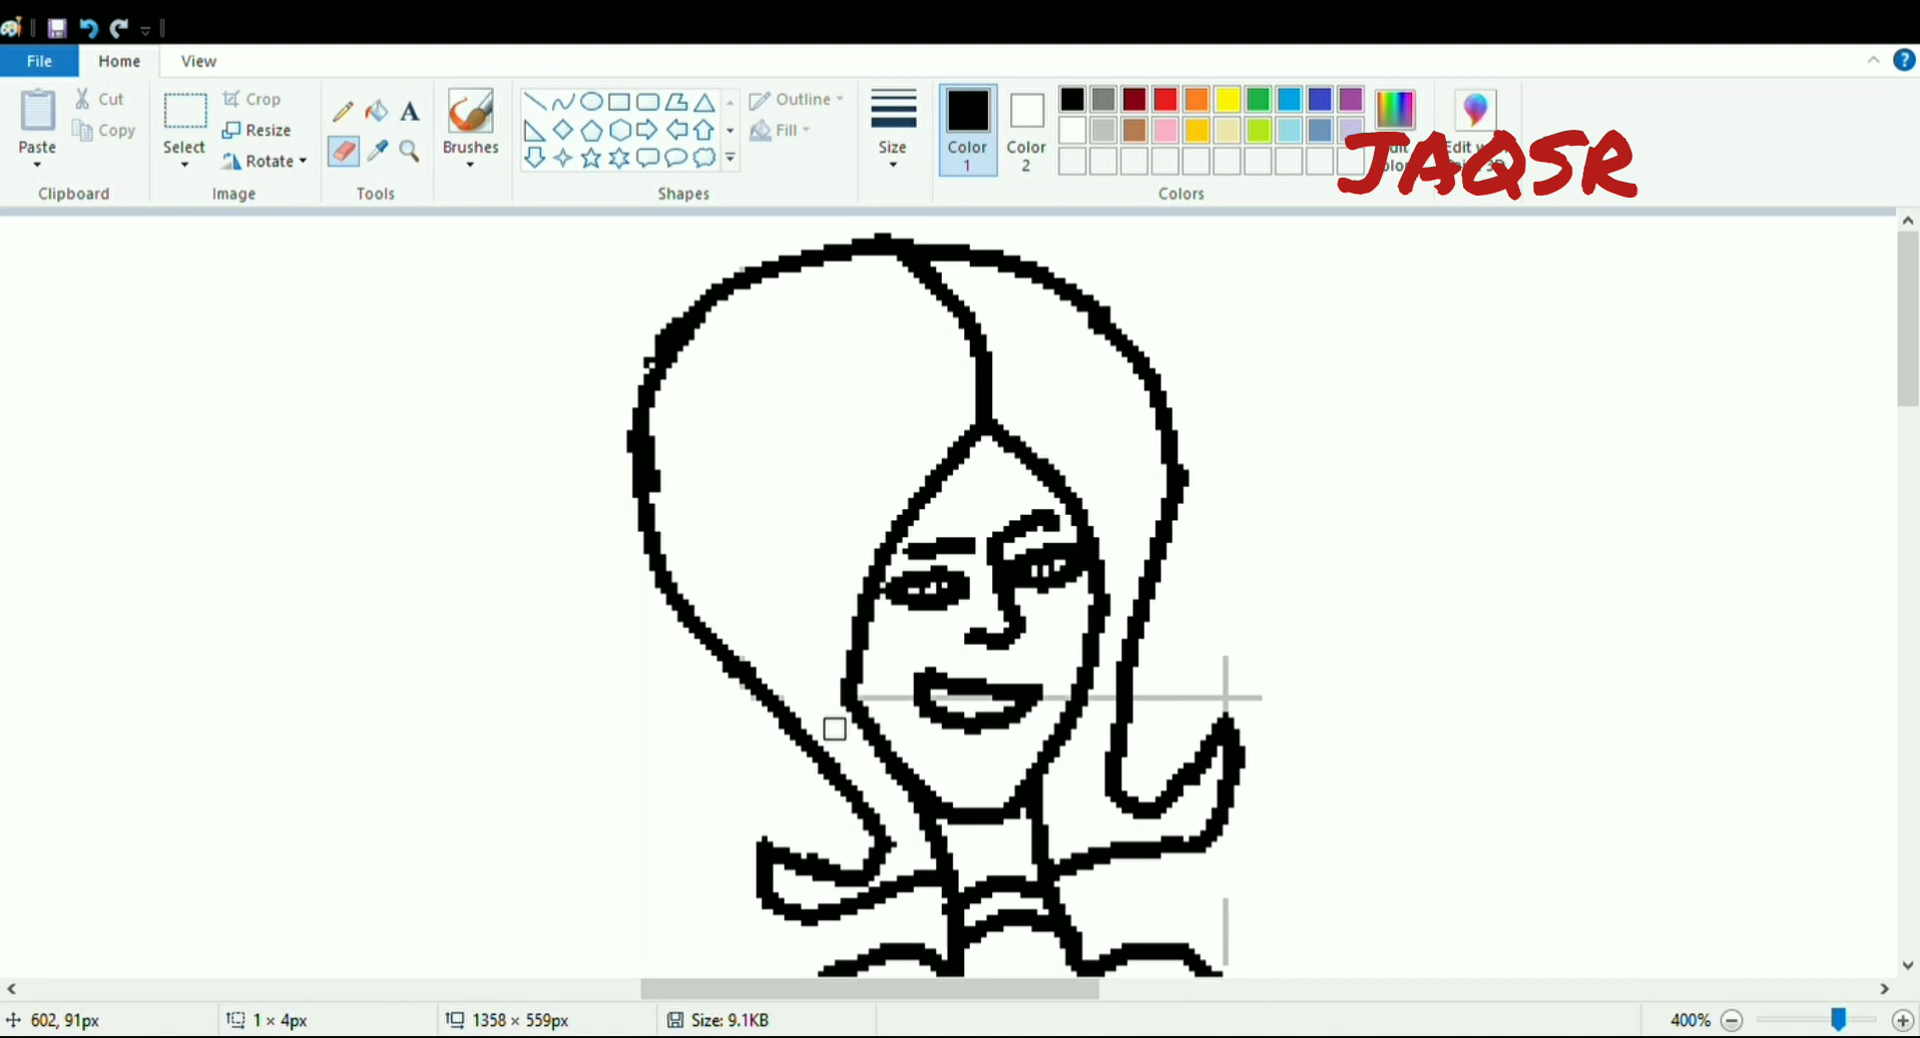 File Home View
Cut
Copy
Paste
Clipboard
Crop
Resize
Rotate
Select
Image
A
Tools
Brushes
Outline
Fill
Shapes
Size
Color
1
Color
2
Edit w
JAQSR
Colors
602, 91px
1 × 4px
1358 × 559px
Size: 9.1KB
400%